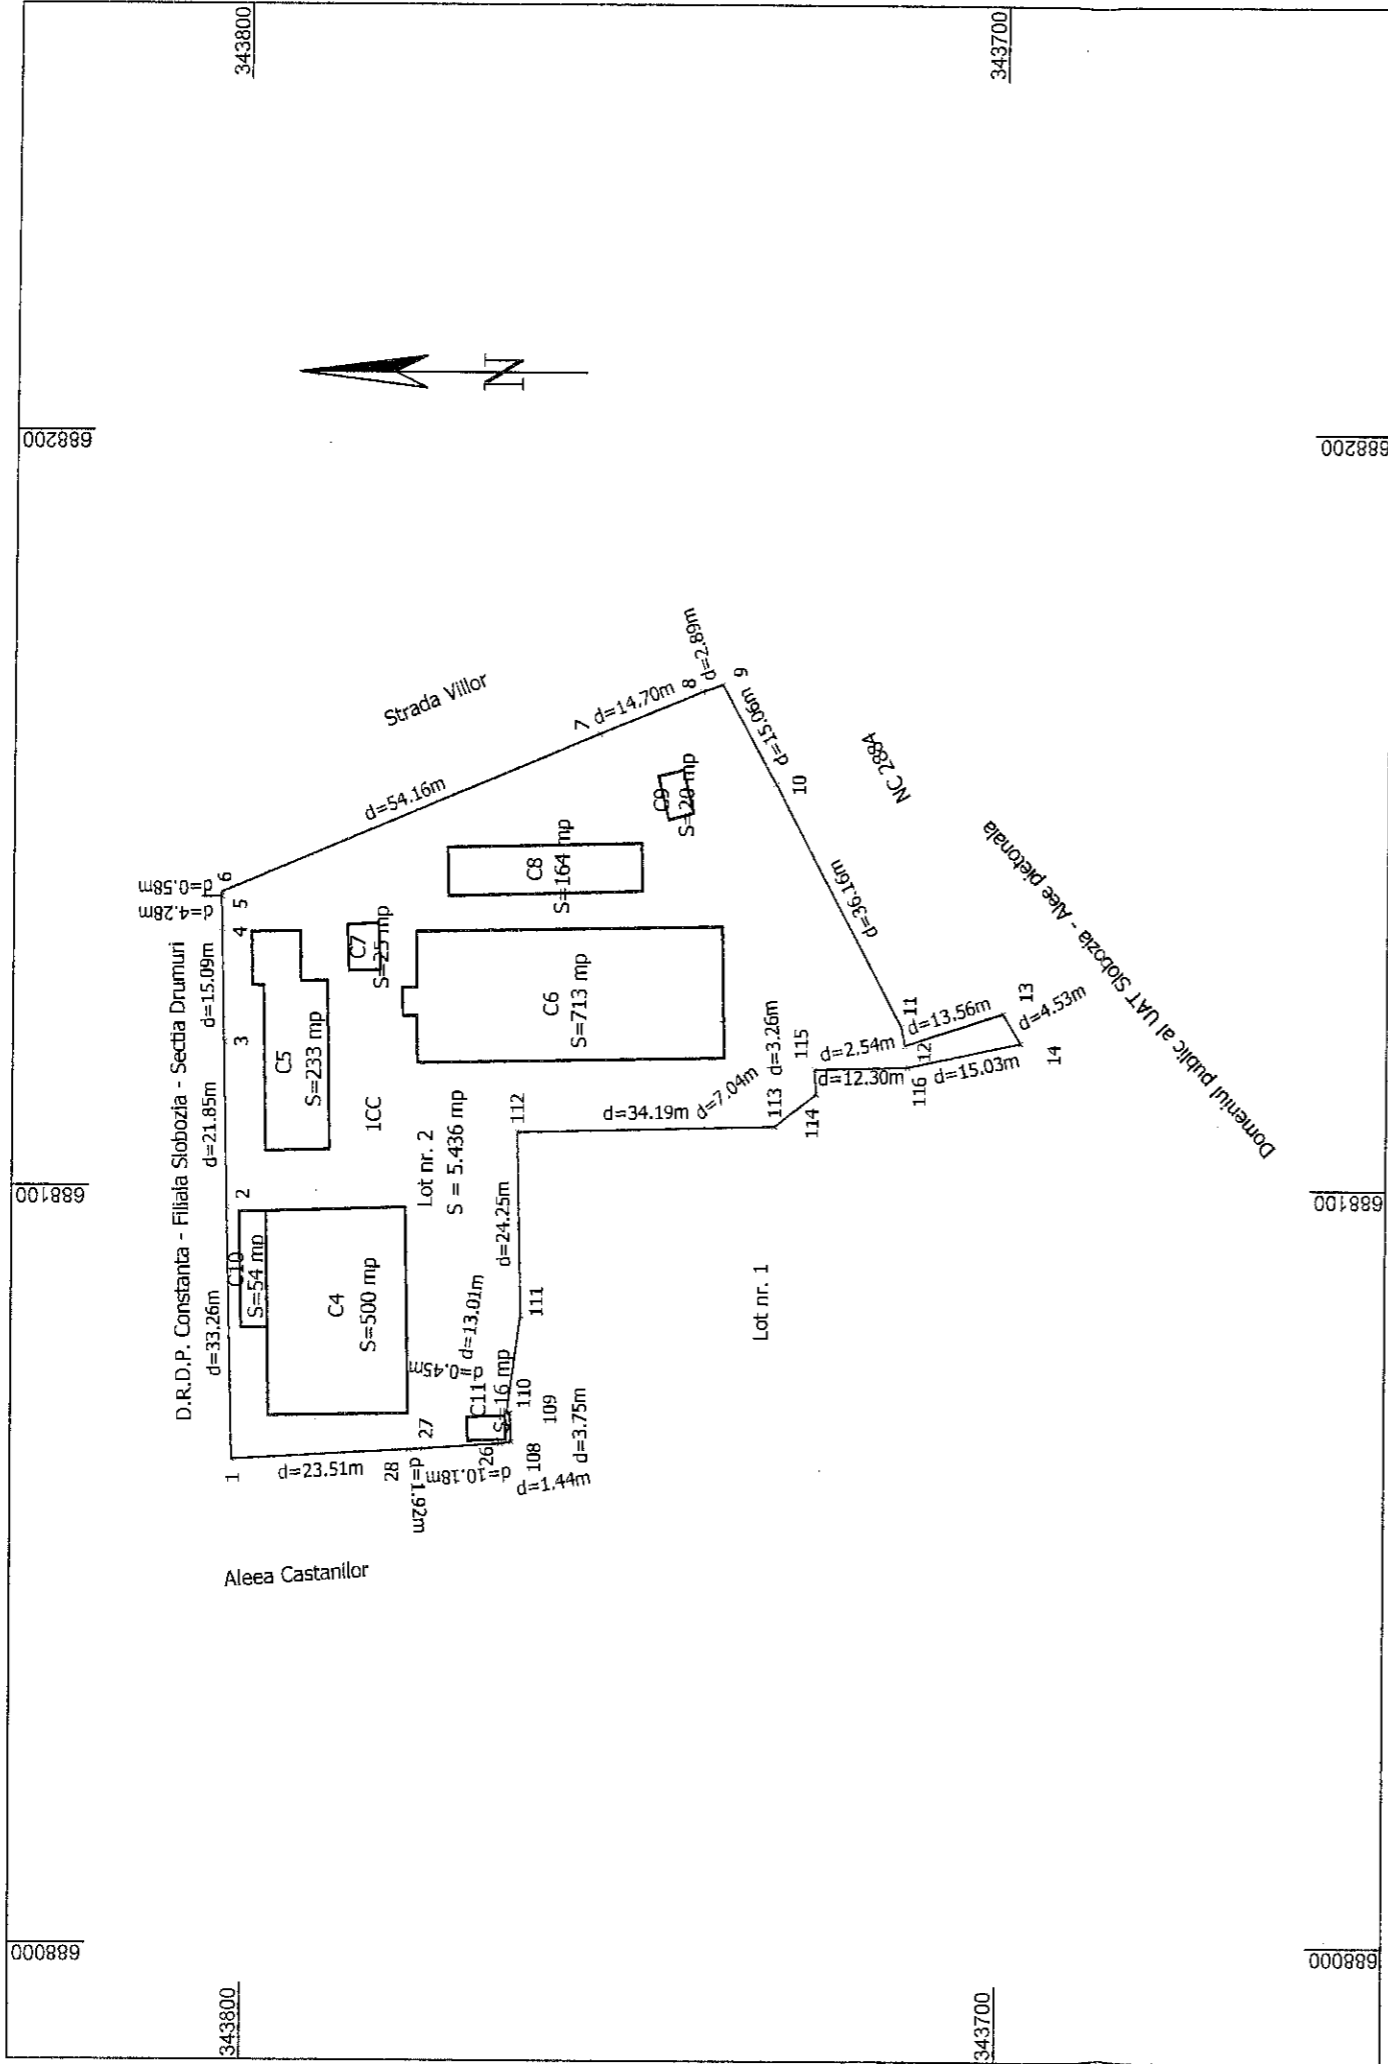 343800
343700
688200
688200
N
Strada Viilor
d=2.89m
8
9
7
d=14.70m
d=15.06m
10
NC 2884
d=54.16m
C9
S=20 mp
d=0.58m
6
d=4.28m
5
4
C8
S=164 mp
d=36.16m
Domeniul public al UAT Slobozia - Alee pietonala
D.R.D.P. Constanta - Filiala Slobozia - Sectia Drumuri
d=15.09m
3
C7
S=25 mp
C6
S=713 mp
11
d=13.56m
13
d=4.53m
12
14
d=2.54m
115
d=3.26m
d=12.30m
116
d=15.03m
C5
S=233 mp
d=21.85m
1CC
112
d=34.19m
d=7.04m
113
114
Lot nr. 2
S = 5.436 mp
688100
688100
2
d=24.25m
C10
S=54 mp
d=33.26m
C4
S=500 mp
d=13.01m
111
Lot nr. 1
d=0.45m
C11
S=16 mp
110
109
27
26
108
d=3.75m
1
d=23.51m
28
d=1.92m
d=10.18m
d=1.44m
Aleea Castanilor
688000
688000
343800
343700